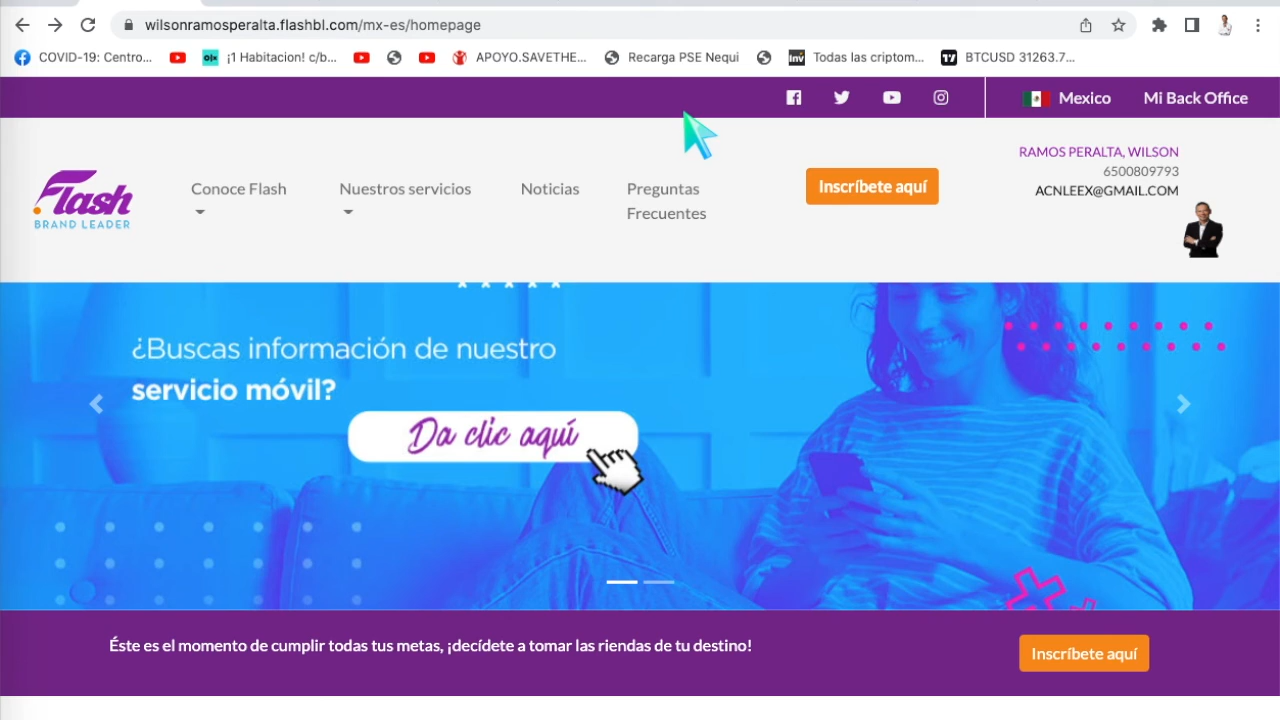 wilsonramosperalta.flashbl.com/mx-es/homepage
COVID-19: Centro... olx ¡1 Habitacion! c/b... APOYO.SAVETHE... Recarga PSE Nequi Inv Todas las criptom... BTCUSD 31263.7...
Mexico Mi Back Office
RAMOS PERALTA, WILSON
6500809793
ACNLEEX@GMAIL.COM
Flash
BRAND LEADER
Conoce Flash
Nuestros servicios
Noticias
Preguntas
Frecuentes
Inscríbete aquí
¿Buscas información de nuestro
servicio móvil?
Da clic aquí
Éste es el momento de cumplir todas tus metas, ¡decídete a tomar las riendas de tu destino!
Inscríbete aquí